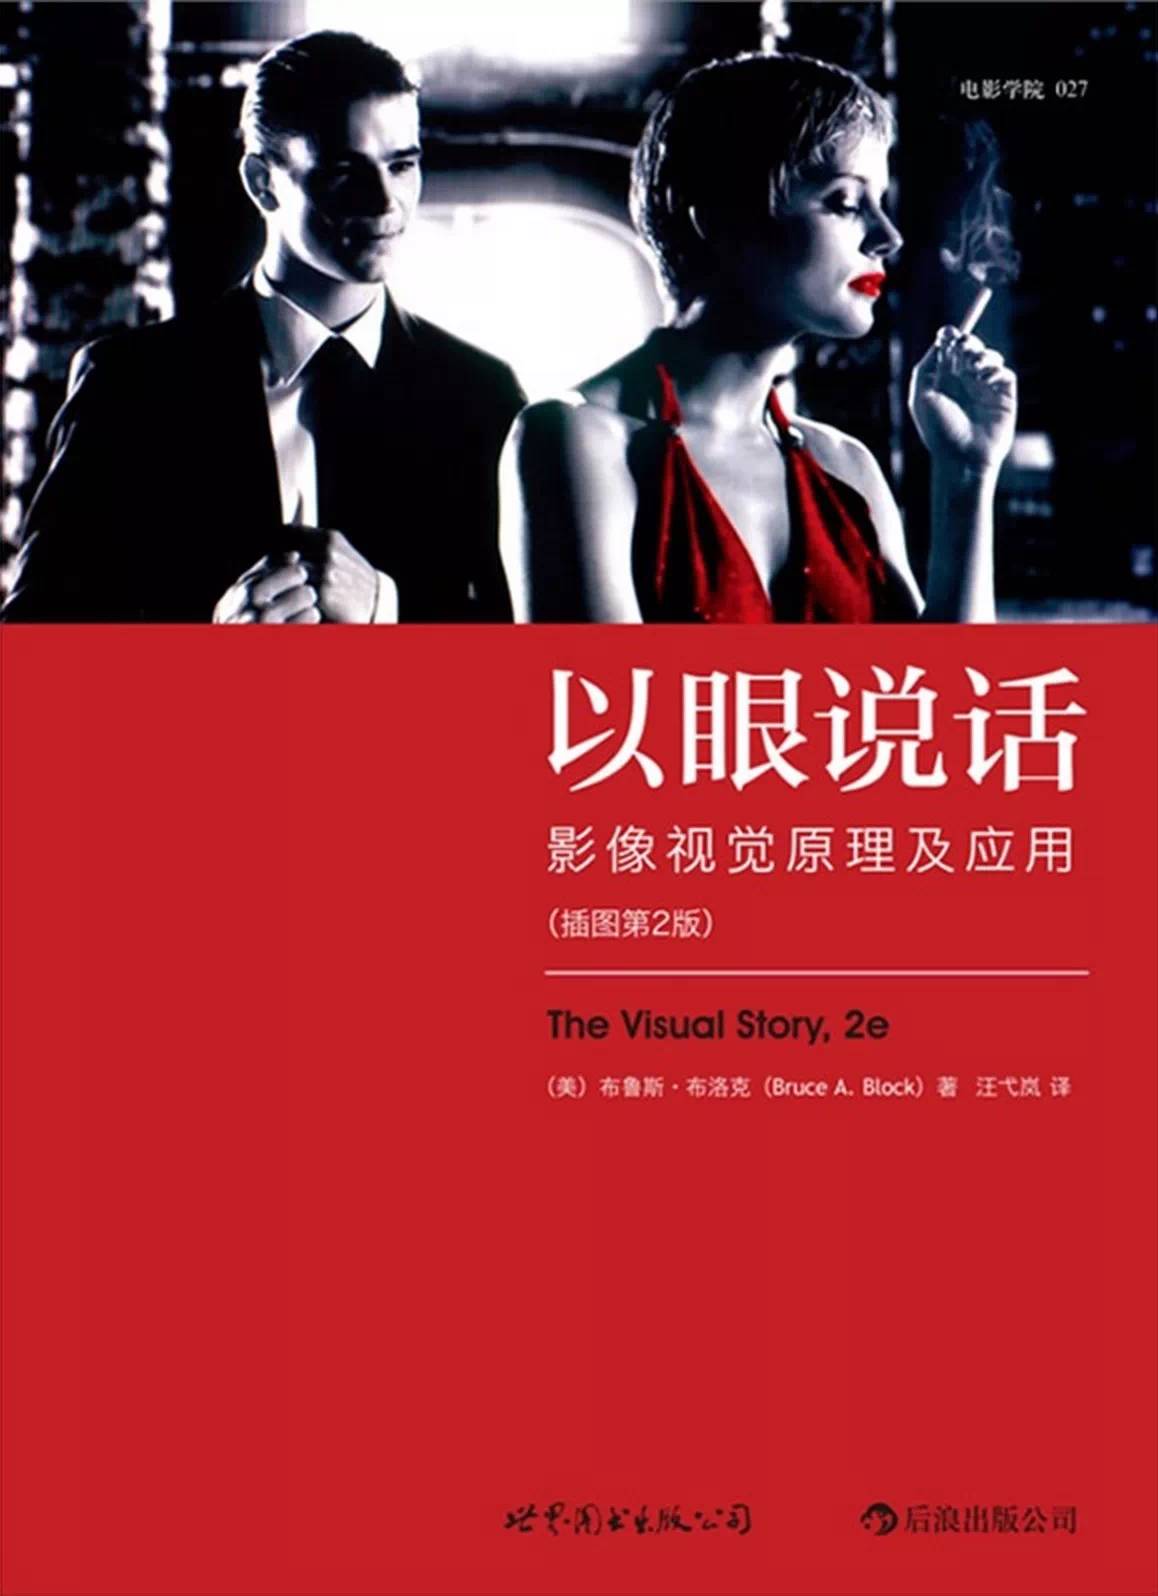 电影学院 027
以眼说话
影像视觉原理及应用
(插图第2版)
The Visual Story, 2e
(美) 布鲁斯·布洛克 (Bruce A. Block) 著 汪弋岚 译
世界图书出版公司
后浪出版公司